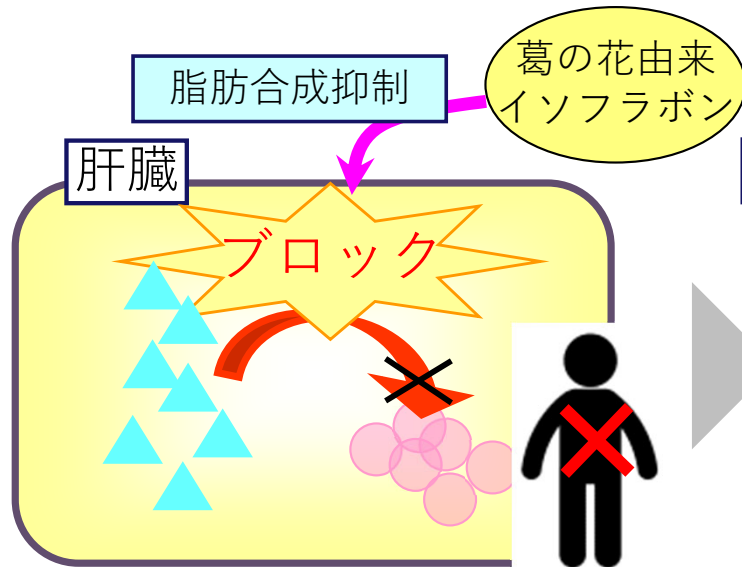 葛の花由来
イソフラボン
脂肪合成抑制
肝臓
ブロック